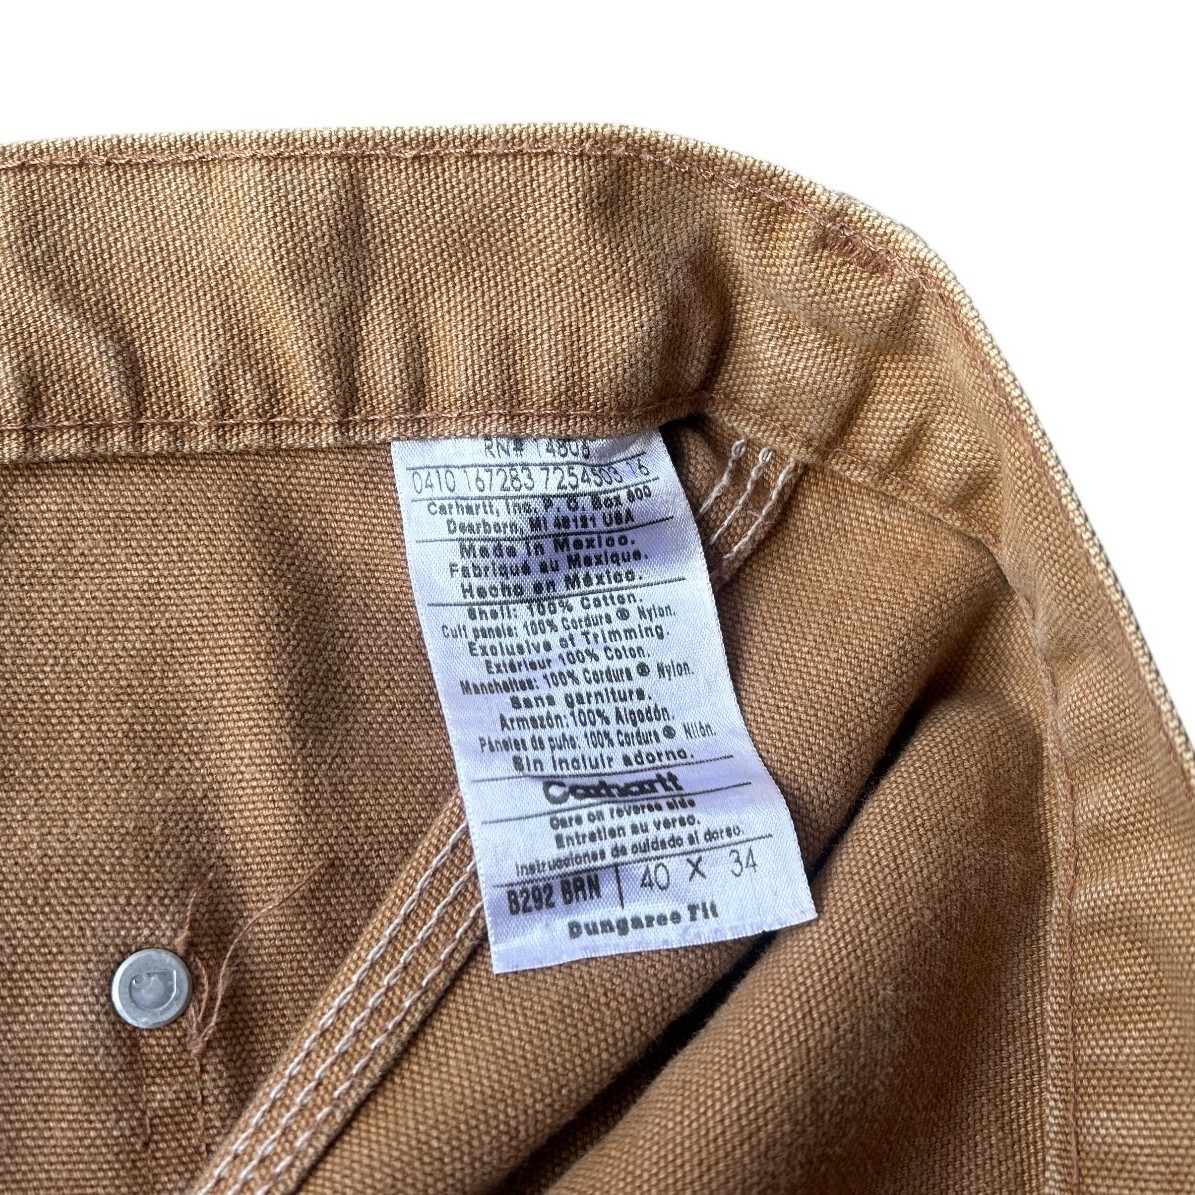 RN# 14806
0410 167283 7254503 16
Carhartt, Inc. P. O. Box 600
Dearborn, MI 48121 USA
Made in Mexico.
Fabriqué au Mexique.
Hecho en México.
Shell: 100% Cotton.
Cuff panels: 100% Cordura ® Nylon.
Exclusive of Trimming.
Extérieur 100% Coton.
Manchettes: 100% Cordura ® Nylon.
Sans garniture.
Armazón: 100% Algodón.
Páneles de puño: 100% Cordura ® Nilón.
Sin incluir adorno.
Carhartt
Care on reverse side
Entretien au verso.
Instrucciones de cuidado al dorso.
B292 BRN | 40 X 34
Dungaree Fit